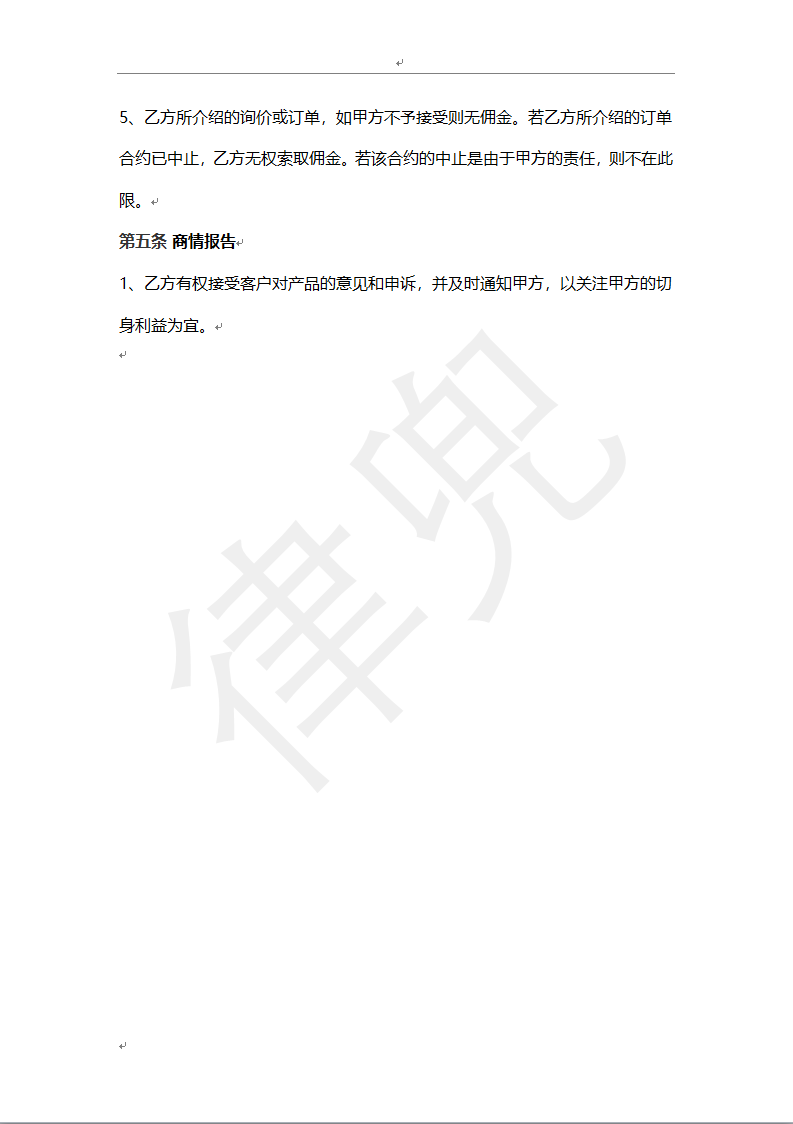 5、乙方所介绍的询价或订单，如甲方不予接受则无佣金。若乙方所介绍的订单
合约已中止，乙方无权索取佣金。若该合约的中止是由于甲方的责任，则不在此
限。
第五条 商情报告
1、乙方有权接受客户对产品的意见和申诉，并及时通知甲方，以关注甲方的切
身利益为宜。
律兜